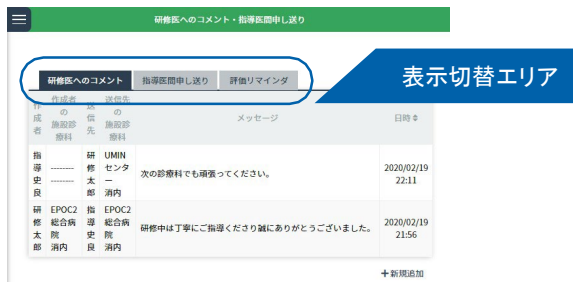 研修医へのコメント・指導医間申し送り
表示切替エリア
研修医へのコメント 指導医間申し送り 評価リマインダ
作成者 作成者の施設診療科 送信先 送信先の施設診療科 メッセージ 日時
指導史良 -------- -------- 研修太郎 UMINセンター 消内 次の診療科でも頑張ってください。 2020/02/19 22:11
研修太郎 EPOC2総合病院 消内 指導史良 EPOC2総合病院 消内 研修中は丁寧にご指導くださり誠にありがとうございました。 2020/02/19 21:56
+新規追加